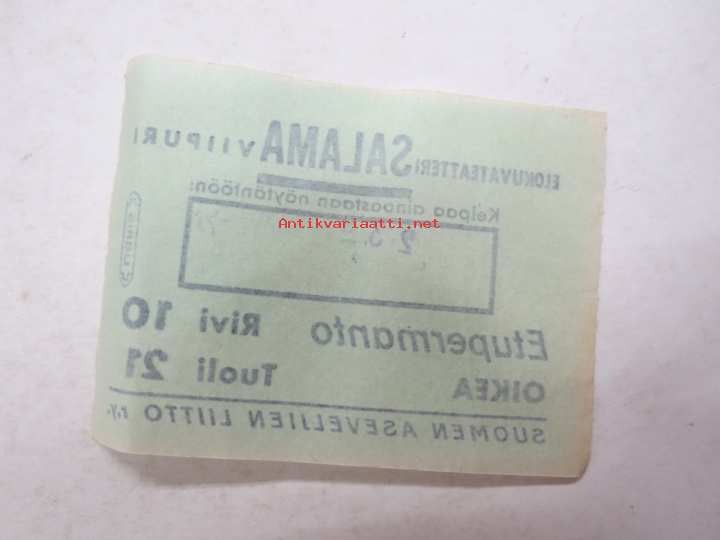 ELOKUVATEATTERI SALAMA VIIPURI
Kelpaa ainoastaan näytäntöön:
Antikvariaatti.net
Etupermanto Rivi 10
OIKEA Tuoli 21
SUOMEN ASEVELJIEN LIITTO r.y.